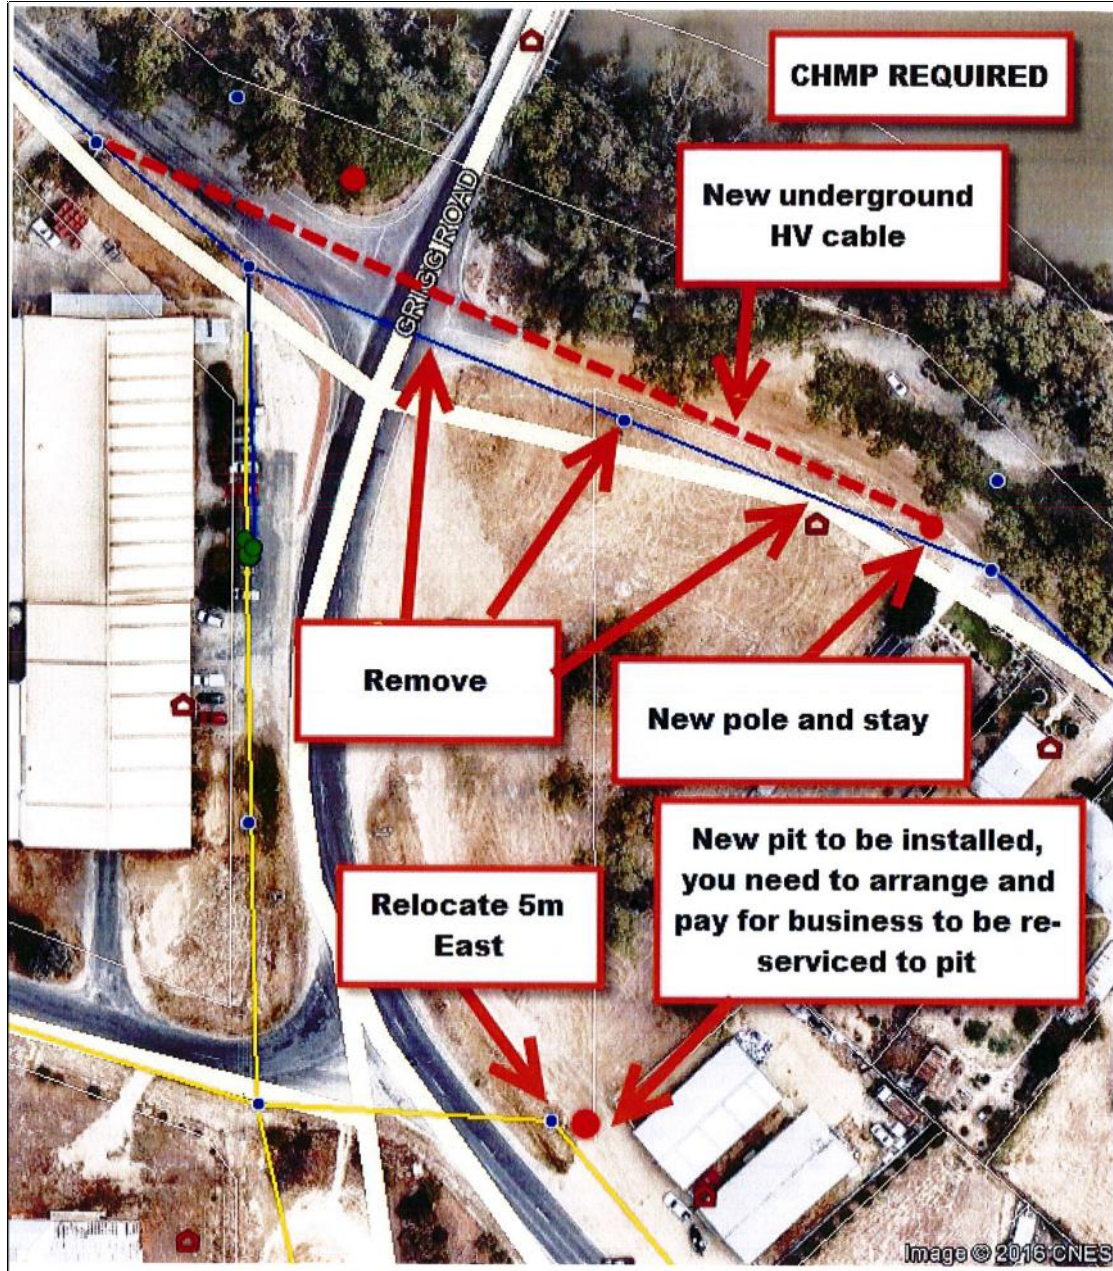 CHMP REQUIRED
New underground
HV cable
GRIGG ROAD
Remove
New pole and stay
New pit to be installed,
you need to arrange and
pay for business to be re-
serviced to pit
Relocate 5m
East
Image © 2016 CNES